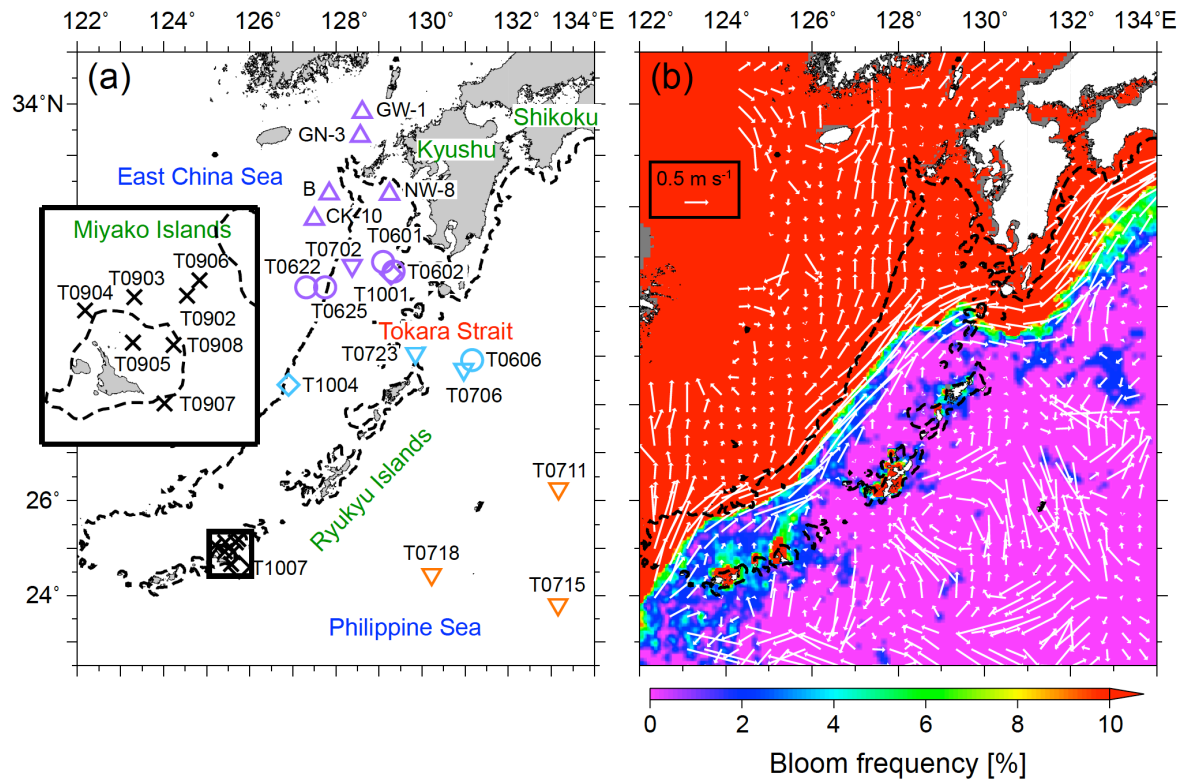 122 124 126 128 130 132 134°E
122 124 126 128 130 132 134°E
(a)
(b)
34°N
GW-1
GN-3
Shikoku
Kyushu
East China Sea
B
NW-8
CK-10
0.5 m s⁻¹
Miyako Islands
T0702
T0601
T0906
T0903
T0622
T0602
T0904
T0625
T1001
T0902
Tokara Strait
T0905
T0908
T0723
T0606
T0706
T1004
T0907
Ryukyu Islands
T0711
26°
T0718
T1007
24°
T0715
Philippine Sea
0 2 4 6 8 10
Bloom frequency [%]